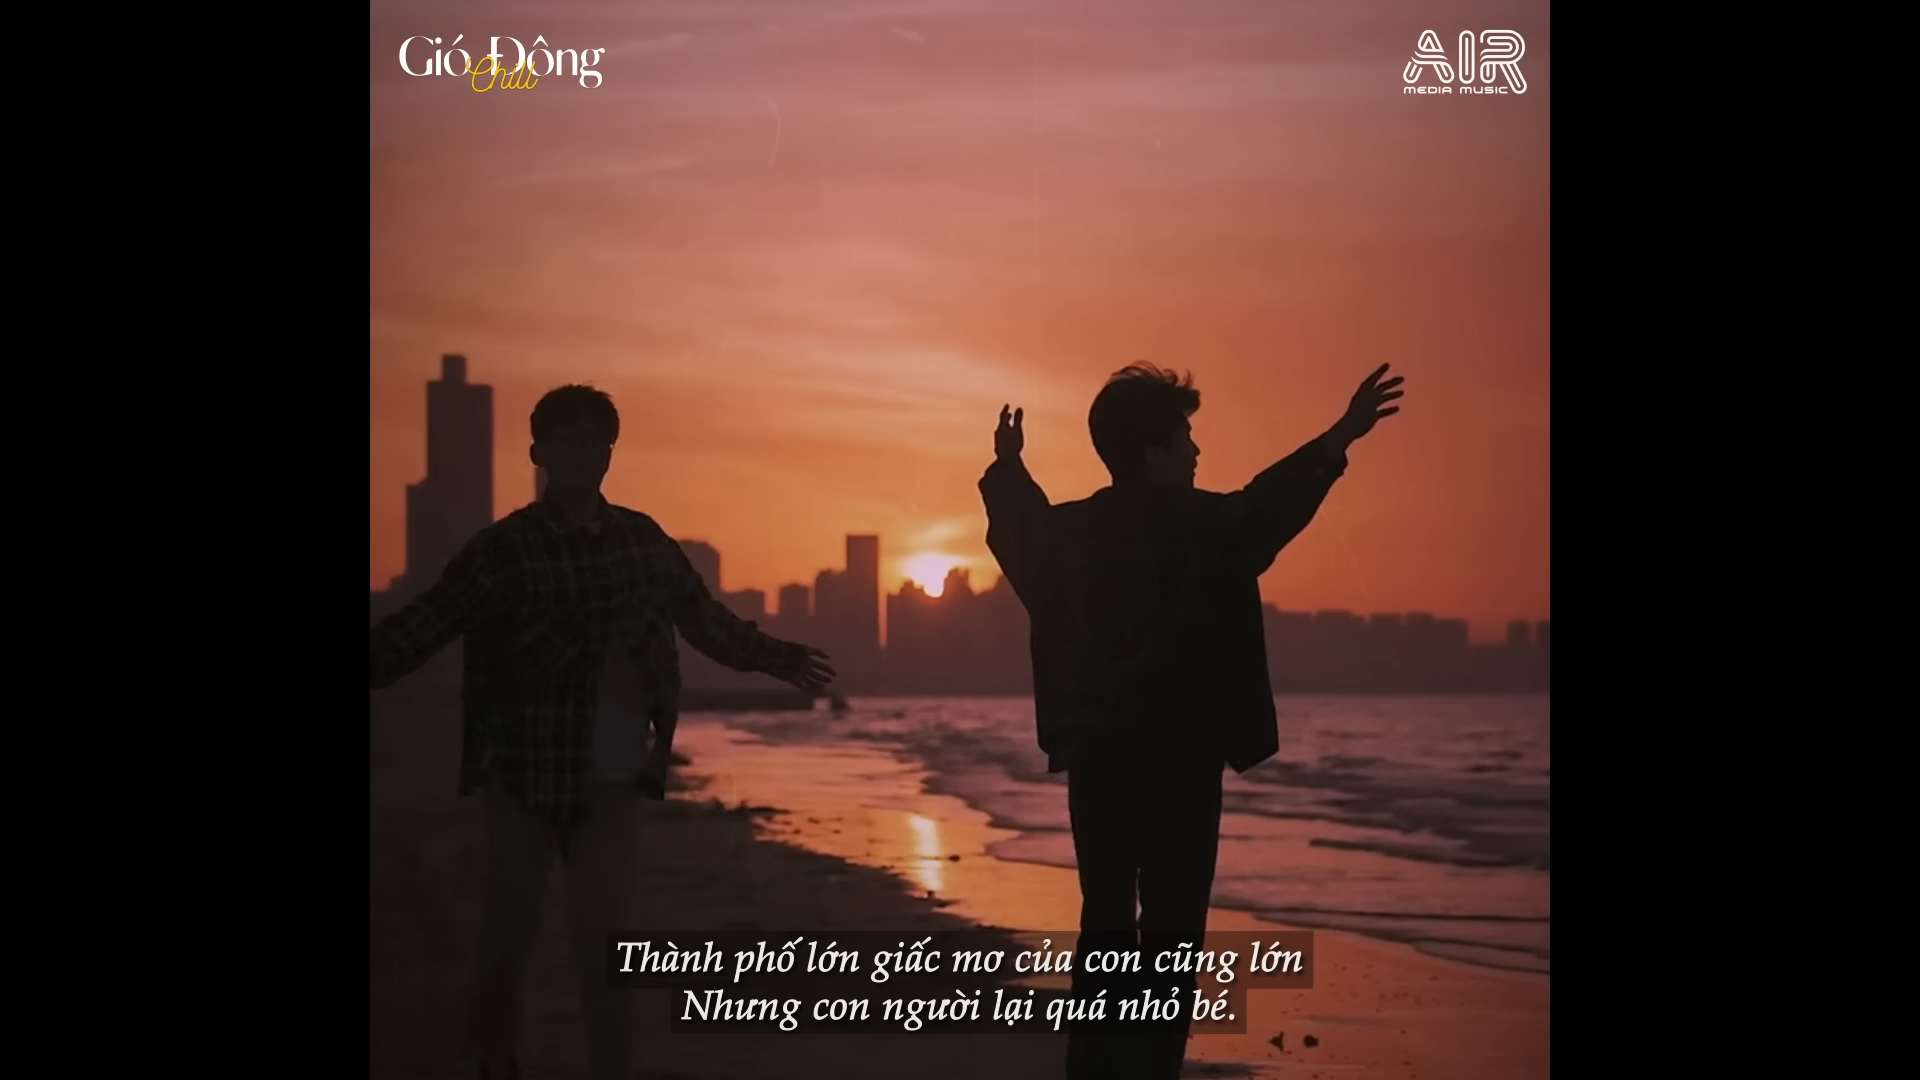 Gió Đông
Chill
AIR
MEDIA MUSIC
Thành phố lớn giấc mơ của con cũng lớn
Nhưng con người lại quá nhỏ bé.